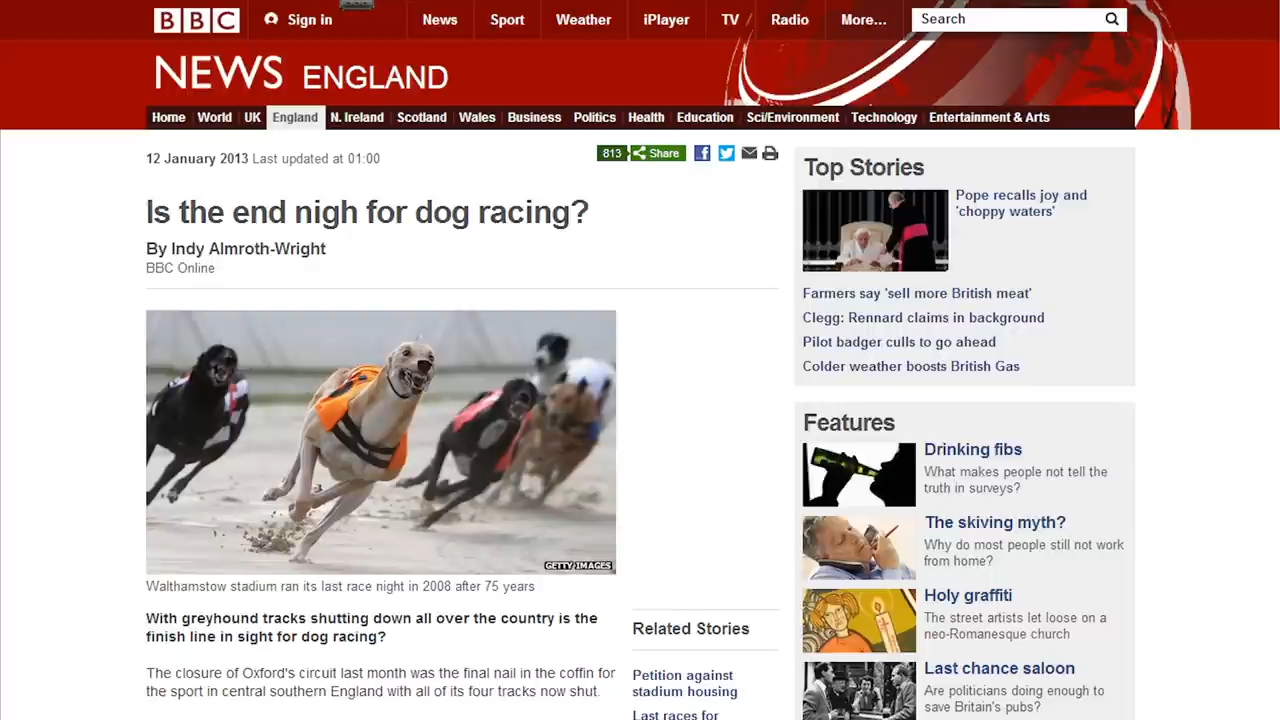 BBC Sign in News Sport Weather iPlayer TV Radio More... Search
NEWS ENGLAND
Home World UK England N. Ireland Scotland Wales Business Politics Health Education Sci/Environment Technology Entertainment & Arts
12 January 2013 Last updated at 01:00
813 Share
Is the end nigh for dog racing?
By Indy Almroth-Wright
BBC Online
GETTY IMAGES
Walthamstow stadium ran its last race night in 2008 after 75 years
With greyhound tracks shutting down all over the country is the
finish line in sight for dog racing?
The closure of Oxford's circuit last month was the final nail in the coffin for
the sport in central southern England with all of its four tracks now shut.
Related Stories
Petition against
stadium housing
Last races for
Top Stories
Pope recalls joy and
'choppy waters'
Farmers say 'sell more British meat'
Clegg: Rennard claims in background
Pilot badger culls to go ahead
Colder weather boosts British Gas
Features
Drinking fibs
What makes people not tell the
truth in surveys?
The skiving myth?
Why do most people still not work
from home?
Holy graffiti
The street artists let loose on a
neo-Romanesque church
Last chance saloon
Are politicians doing enough to
save Britain's pubs?